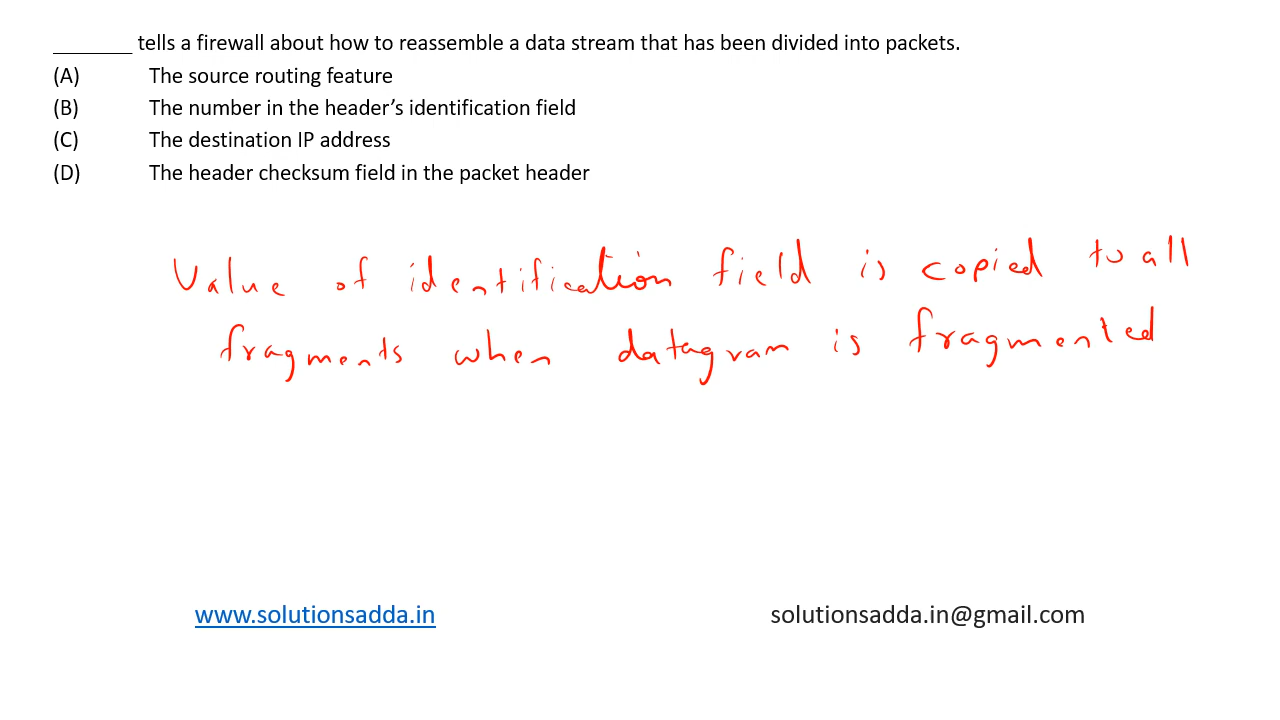 ________ tells a firewall about how to reassemble a data stream that has been divided into packets.
(A) The source routing feature
(B) The number in the header’s identification field
(C) The destination IP address
(D) The header checksum field in the packet header
Value of identification field is copied to all
fragments when datagram is fragmented
www.solutionsadda.in solutionsadda.in@gmail.com